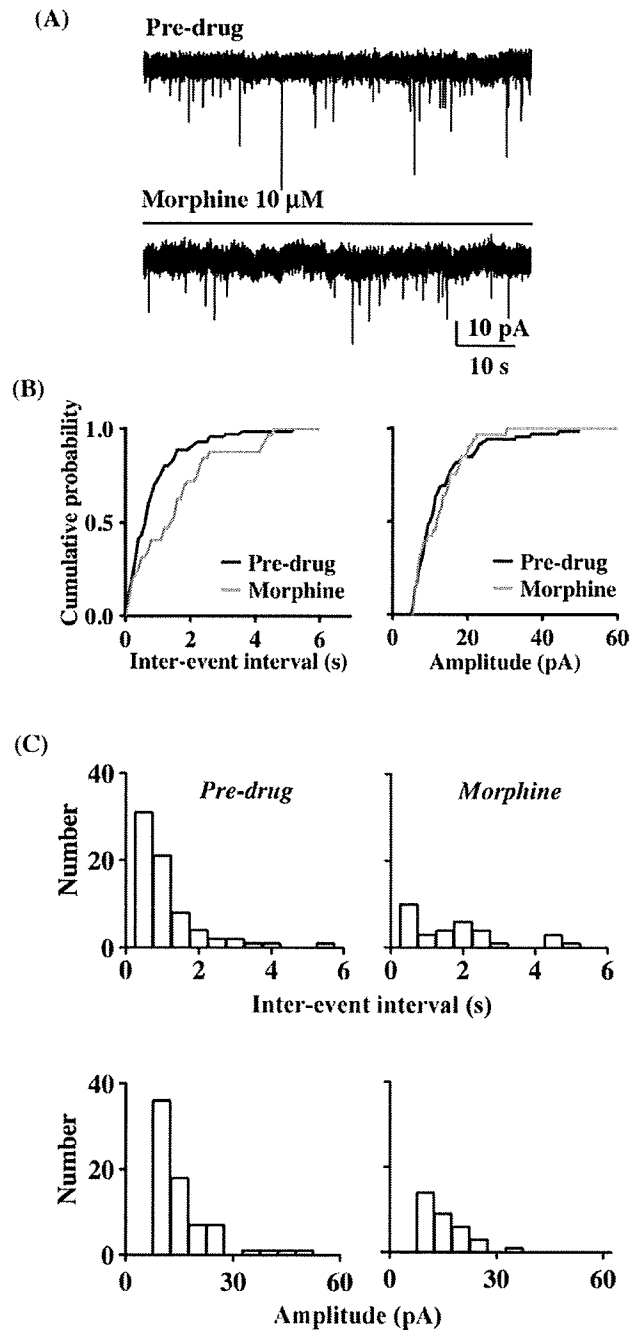 (A)
Pre-drug
Morphine 10 μM
10 pA
10 s
(B)
Cumulative probability
1.0
0.5
0.0
Pre-drug
Morphine
0 2 4 6
Inter-event interval (s)
Pre-drug
Morphine
0 20 40 60
Amplitude (pA)
(C)
Number
40
20
0
Pre-drug
Morphine
0 2 4 6
0 2 4 6
Inter-event interval (s)
Number
40
20
0
0 30 60
0 30 60
Amplitude (pA)